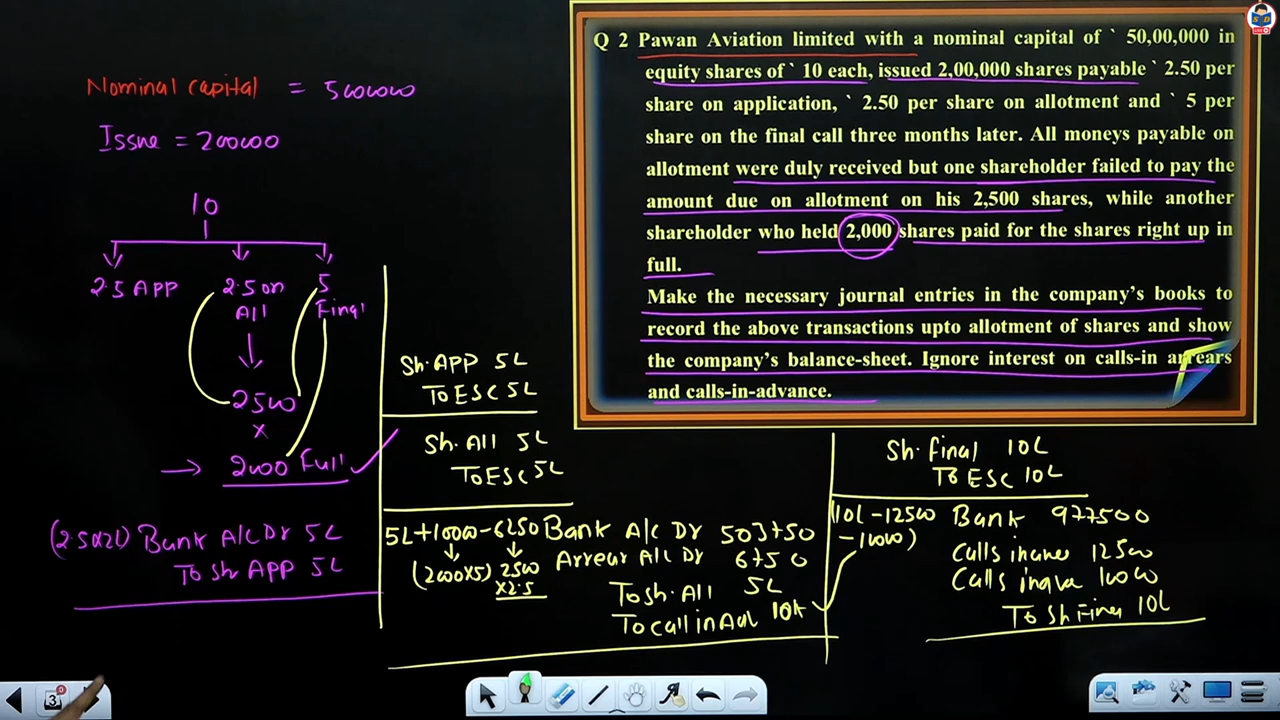 Q 2 Pawan Aviation limited with a nominal capital of ` 50,00,000 in
equity shares of ` 10 each, issued 2,00,000 shares payable ` 2.50 per
share on application, ` 2.50 per share on allotment and ` 5 per
share on the final call three months later. All moneys payable on
allotment were duly received but one shareholder failed to pay the
amount due on allotment on his 2,500 shares, while another
shareholder who held 2,000 shares paid for the shares right up in
full.
Make the necessary journal entries in the company's books to
record the above transactions upto allotment of shares and show
the company's balance-sheet. Ignore interest on calls-in arrears
and calls-in-advance.
Nominal capital = 5000000
Issue = 200000
10
2.5 APP 2.5 on 5
All Final
2500
x
→ 2000 Full
(2.5x2l) Bank A/c Dr 5L
To Sh APP 5L
Sh. APP 5L
To ESC 5L
Sh. All 5L
To ESC 5L
5L+10000-6250 Bank A/c Dr 503750
(2000x5) 2500 Arrear A/c Dr 6750
x2.5 To sh. All 5L
To call in Adv 10k
Sh. final 10L
To ESC 10L
(10L-12500 Bank 977500
-10000)
12500
10000
To Sh Final 10L
3